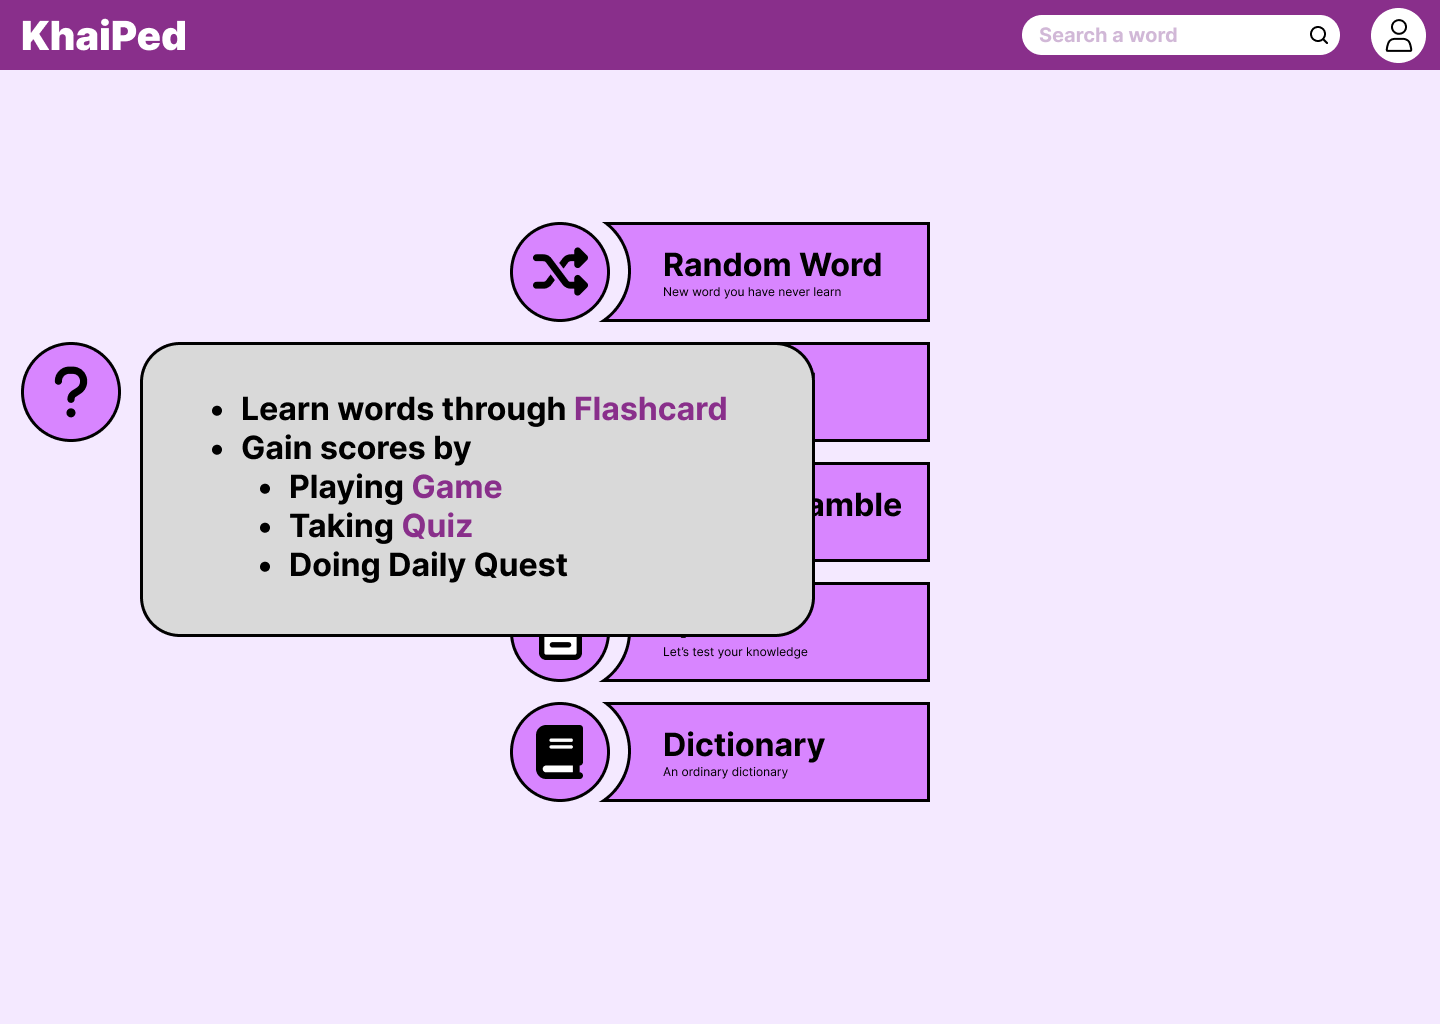 KhaiPed
Search a word
Random Word
New word you have never learn
Learn words through Flashcard
Gain scores by
Playing Game
Taking Quiz
Doing Daily Quest
amble
Let's test your knowledge
Dictionary
An ordinary dictionary